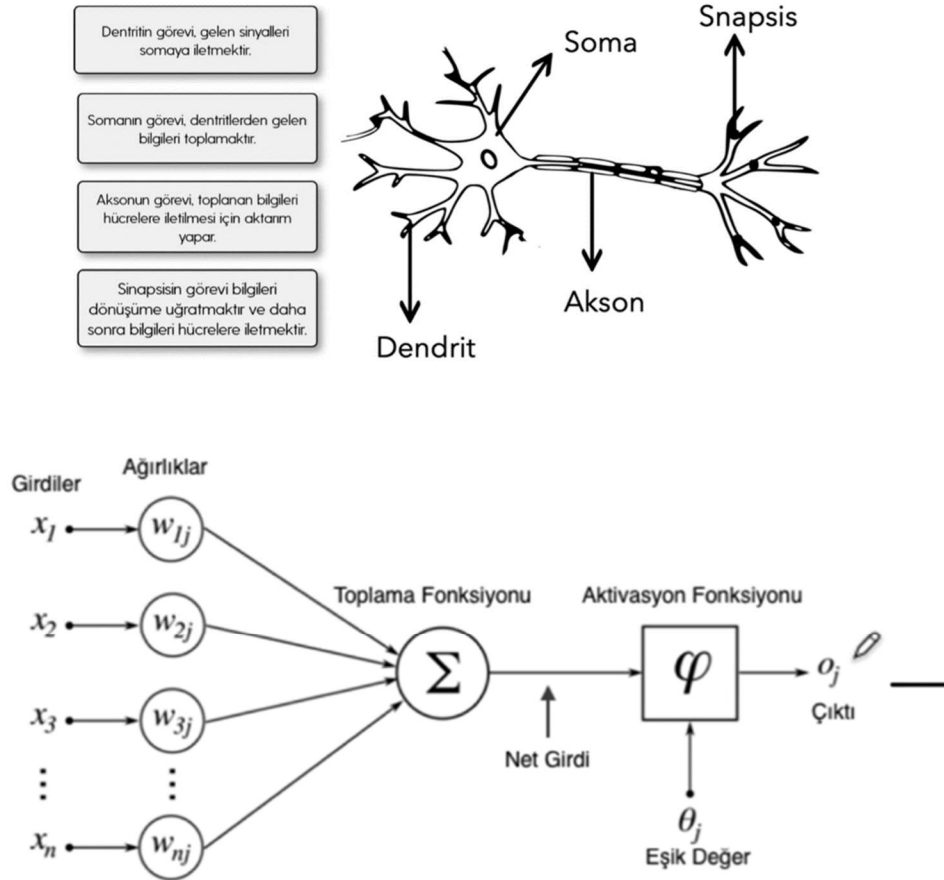 Dentritin görevi, gelen sinyalleri
somaya iletmektir.
Somanın görevi, dentritlerden gelen
bilgileri toplamaktır.
Aksonun görevi, toplanan bilgileri
hücrelere iletilmesi için aktarım
yapar.
Sinapsisin görevi bilgileri
dönüşüme uğratmaktır ve daha
sonra bilgileri hücrelere iletmektir.
Soma
Snapsis
Akson
Dendrit
Girdiler
Ağırlıklar
x1
w1j
x2
w2j
x3
w3j
xn
wnj
Toplama Fonksiyonu
Σ
Net Girdi
Aktivasyon Fonksiyonu
φ
oj
Çıktı
θj
Eşik Değer